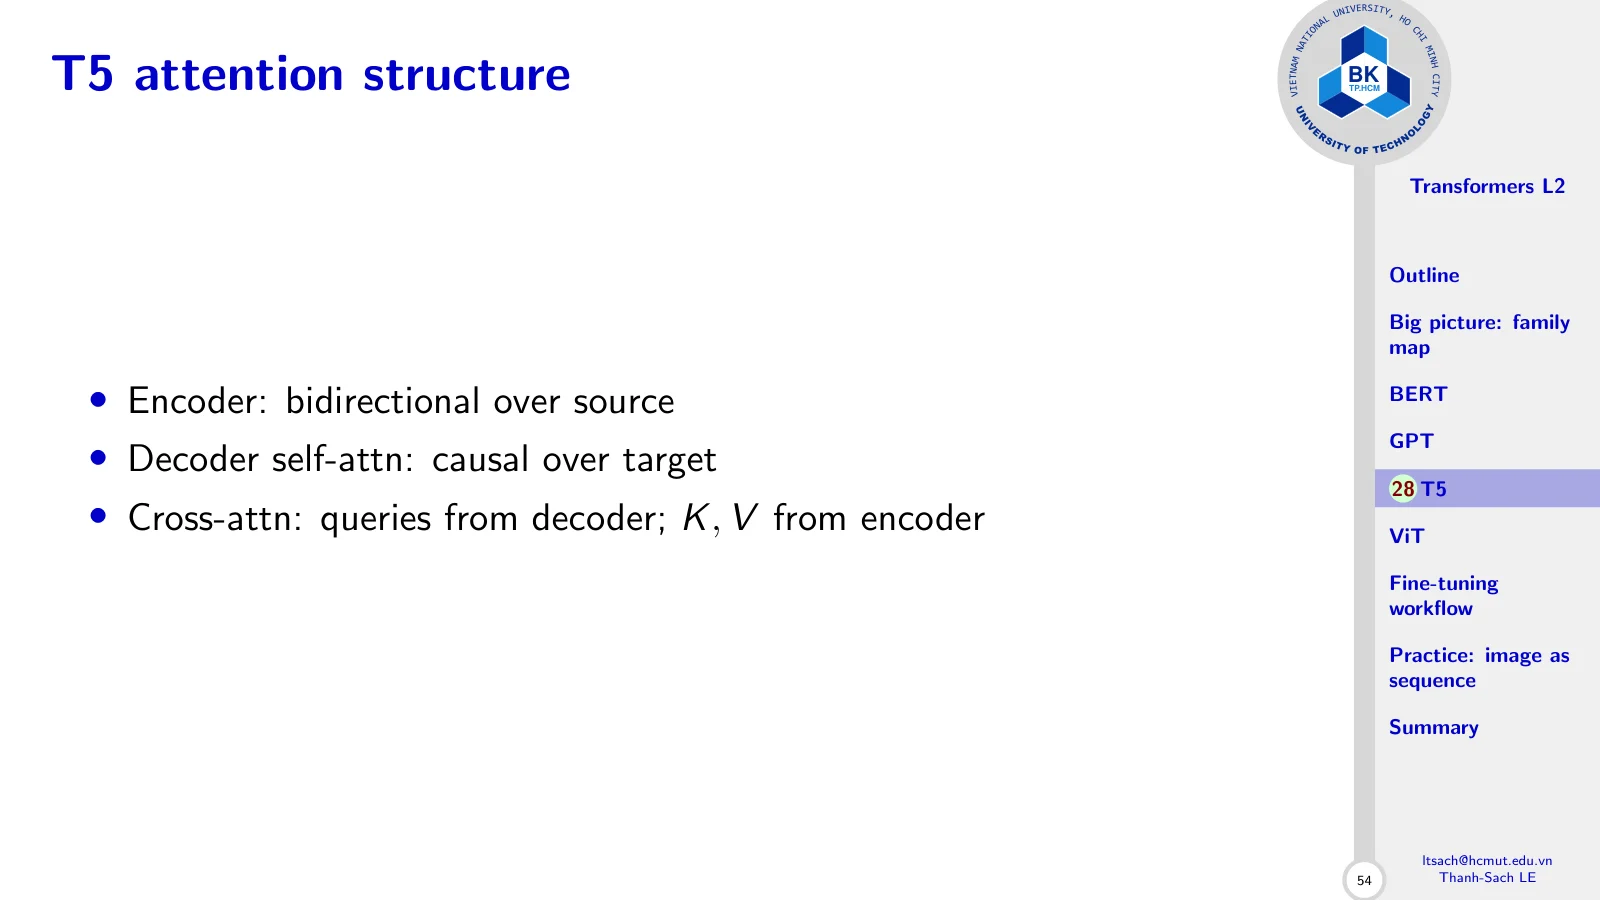 T5 attention structure
• Encoder: bidirectional over source
• Decoder self-attn: causal over target
• Cross-attn: queries from decoder; K, V from encoder
VIETNAM NATIONAL UNIVERSITY, HO CHI MINH CITY
BK
TP.HCM
UNIVERSITY OF TECHNOLOGY
Transformers L2
Outline
Big picture: family
map
BERT
GPT
28 T5
ViT
Fine-tuning
workflow
Practice: image as
sequence
Summary
ltsach@hcmut.edu.vn
Thanh-Sach LE
54